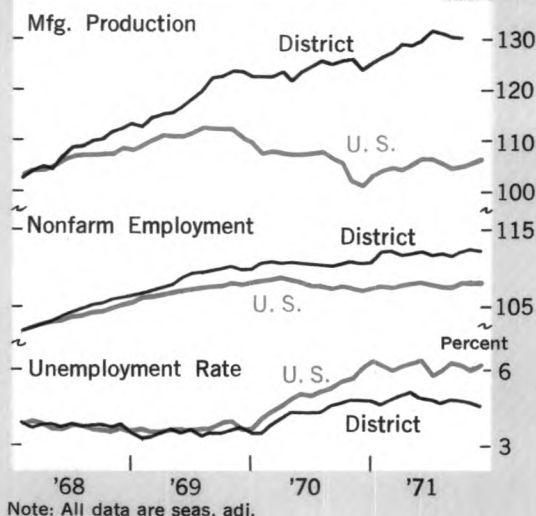 Mfg. Production
District
130
120
U. S.
110
100
Nonfarm Employment
115
District
U. S.
105
Percent
Unemployment Rate
U. S.
6
District
3
'68 '69 '70 '71
Note: All data are seas. adj.